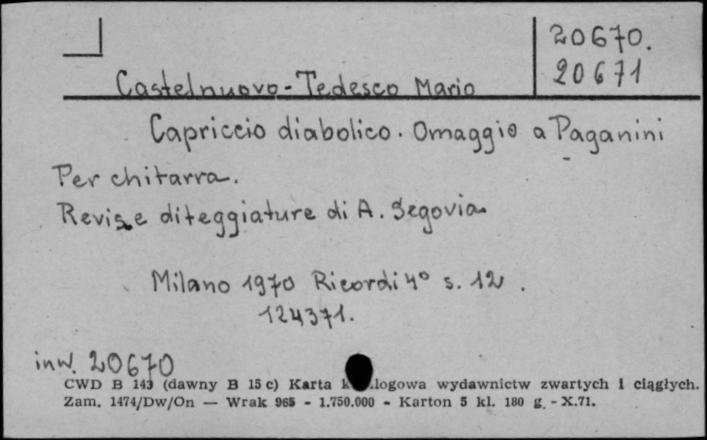 20670.
20671
Castelnuovo-Tedesco Mario
Capriccio diabolico. Omaggio a Paganini
Per chitarra.
Revis. e diteggiature di A. Segovia
Milano 1970 Ricordi 4° s. 12.
124371.
inw. 20670
CWD B 143 (dawny B 15 c) Karta logowa wydawnictw zwartych i ciągłych.
Zam. 1474/Dw/On — Wrak 965 - 1.750.000 - Karton 5 kl. 180 g. - X.71.